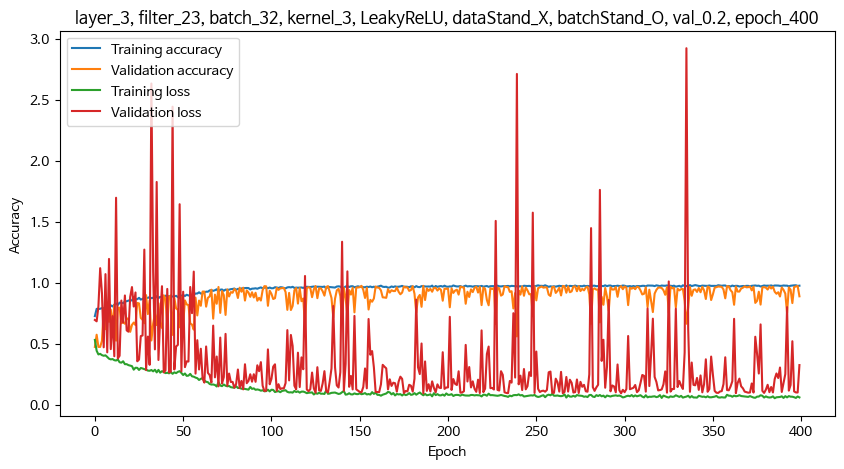 layer_3, filter_23, batch_32, kernel_3, LeakyReLU, dataStand_X, batchStand_O, val_0.2, epoch_400
Training accuracy
Validation accuracy
Training loss
Validation loss
3.0
2.5
2.0
1.5
1.0
0.5
0.0
Accuracy
0 50 100 150 200 250 300 350 400
Epoch